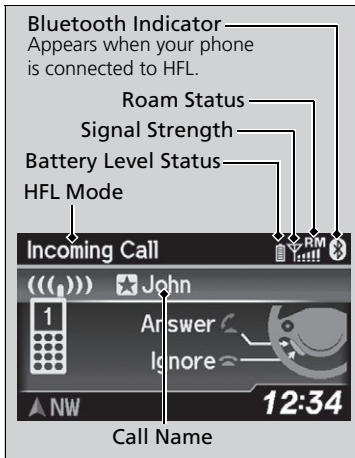 Bluetooth Indicator
Appears when your phone
is connected to HFL.
Roam Status
Signal Strength
Battery Level Status
HFL Mode
Incoming Call RM
John
1
Answer
Ignore
NW 12:34
Call Name